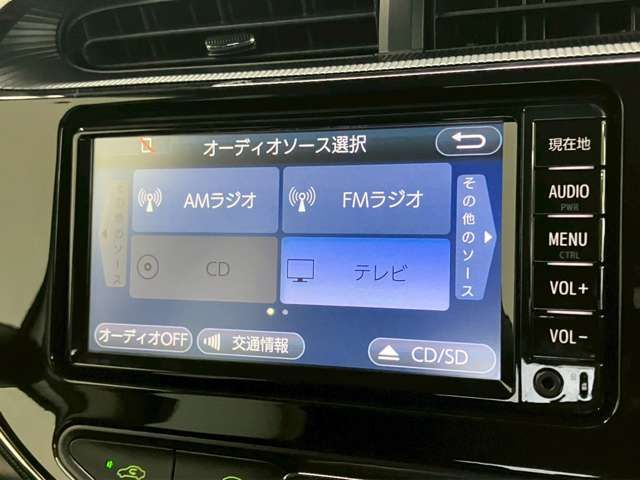 オーディオソース選択
その他のソース
AMラジオ
FMラジオ
その他のソース
CD
テレビ
オーディオOFF
交通情報
CD/SD
現在地
AUDIO
PWR
MENU
CTRL
VOL+
VOL-